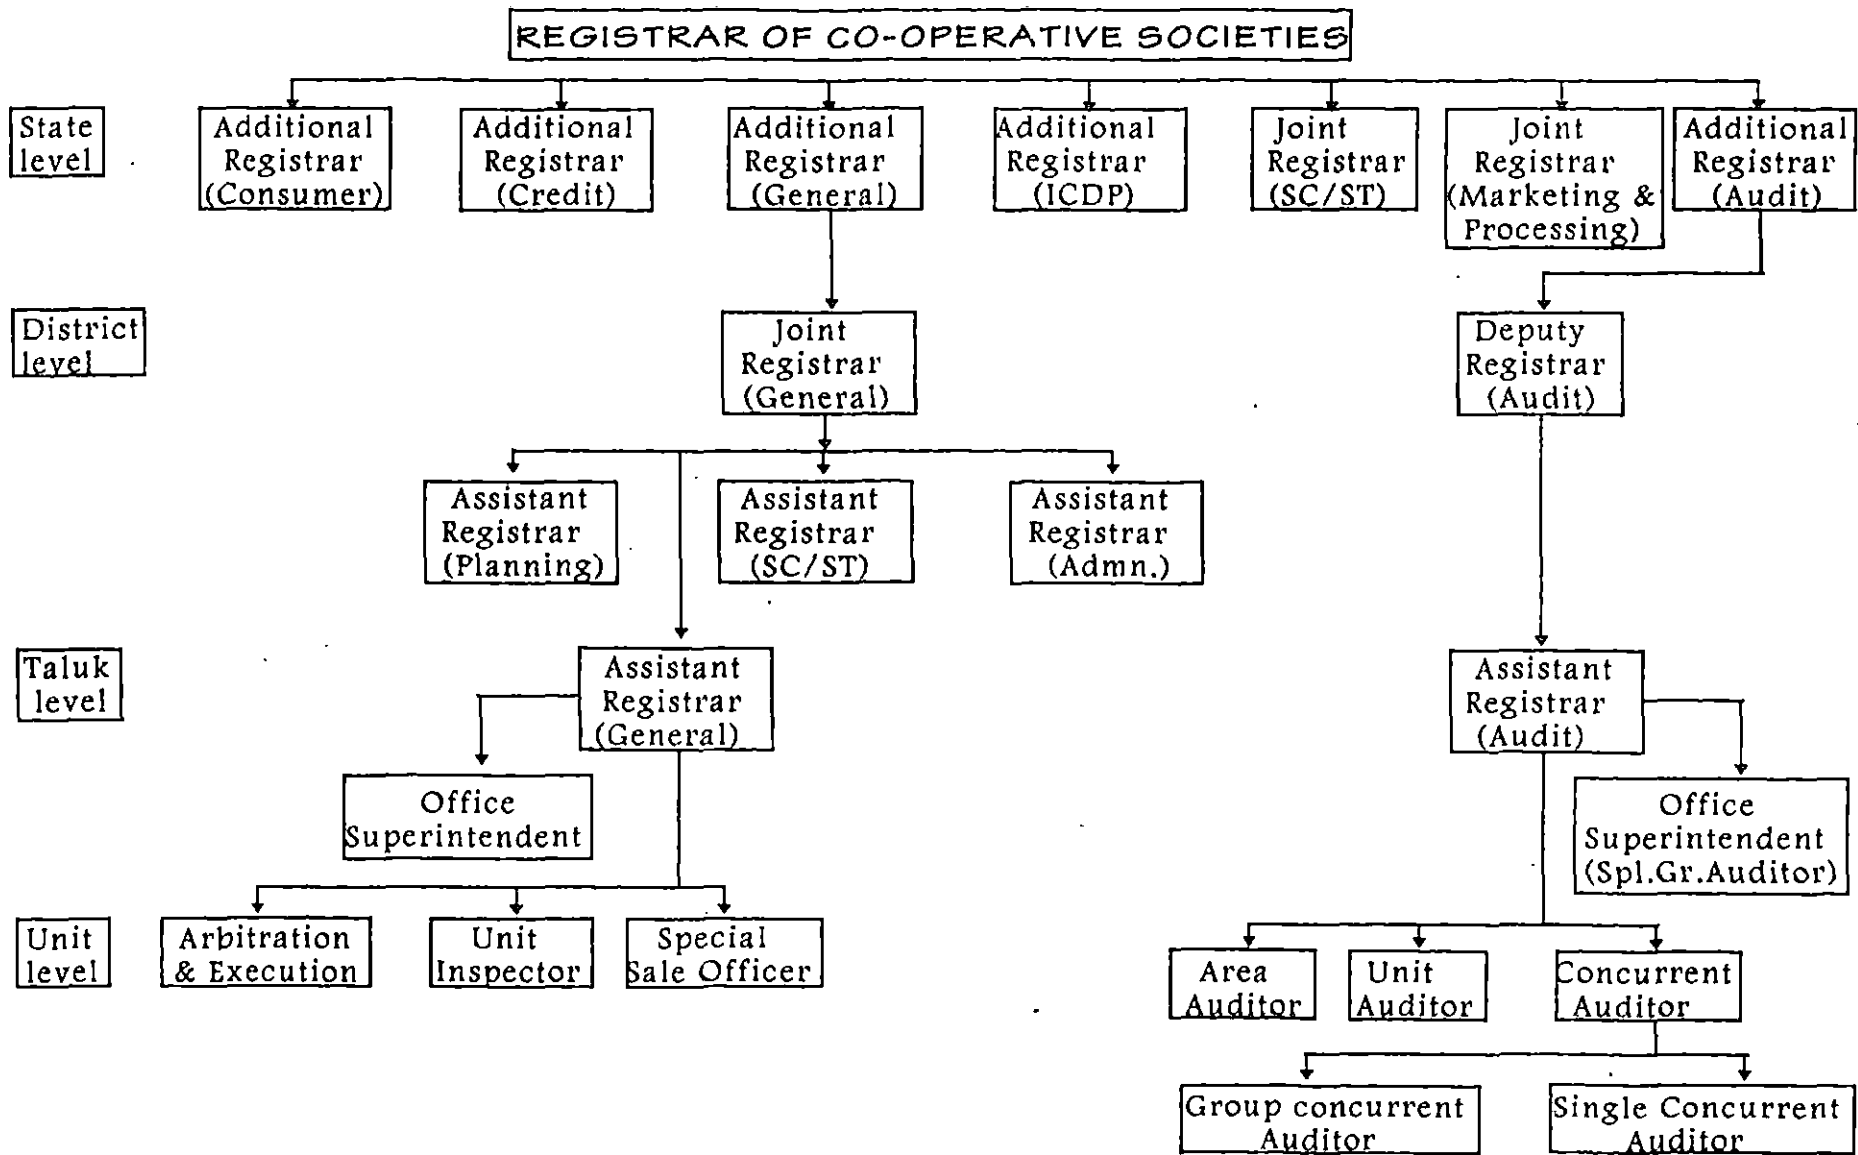 REGISTRAR OF CO-OPERATIVE SOCIETIES
State
level
Additional
Registrar
(Consumer)
Additional
Registrar
(Credit)
Additional
Registrar
(General)
Additional
Registrar
(ICDP)
Joint
Registrar
(SC/ST)
Joint
Registrar
(Marketing &
Processing)
Additional
Registrar
(Audit)
District
level
Joint
Registrar
(General)
Deputy
Registrar
(Audit)
Assistant
Registrar
(Planning)
Assistant
Registrar
(SC/ST)
Assistant
Registrar
(Admn.)
Taluk
level
Assistant
Registrar
(General)
Assistant
Registrar
(Audit)
Office
Superintendent
Office
Superintendent
(Spl.Gr.Auditor)
Unit
level
Arbitration
& Execution
Unit
Inspector
Special
Sale Officer
Area
Auditor
Unit
Auditor
Concurrent
Auditor
Group concurrent
Auditor
Single Concurrent
Auditor